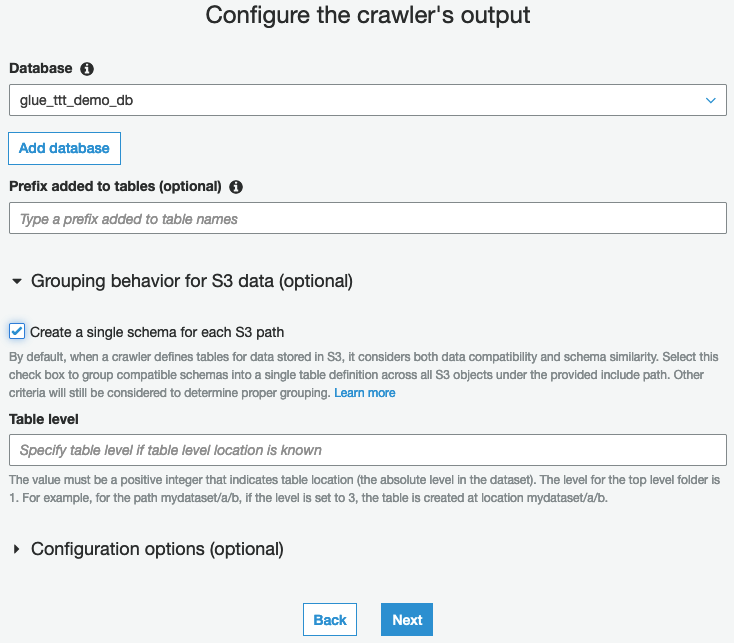 Configure the crawler's output
Database
glue_ttt_demo_db
Add database
Prefix added to tables (optional)
Type a prefix added to table names
Grouping behavior for S3 data (optional)
Create a single schema for each S3 path
By default, when a crawler defines tables for data stored in S3, it considers both data compatibility and schema similarity. Select this
check box to group compatible schemas into a single table definition across all S3 objects under the provided include path. Other
criteria will still be considered to determine proper grouping. Learn more
Table level
Specify table level if table level location is known
The value must be a positive integer that indicates table location (the absolute level in the dataset). The level for the top level folder is
1. For example, for the path mydataset/a/b, if the level is set to 3, the table is created at location mydataset/a/b.
Configuration options (optional)
Back Next